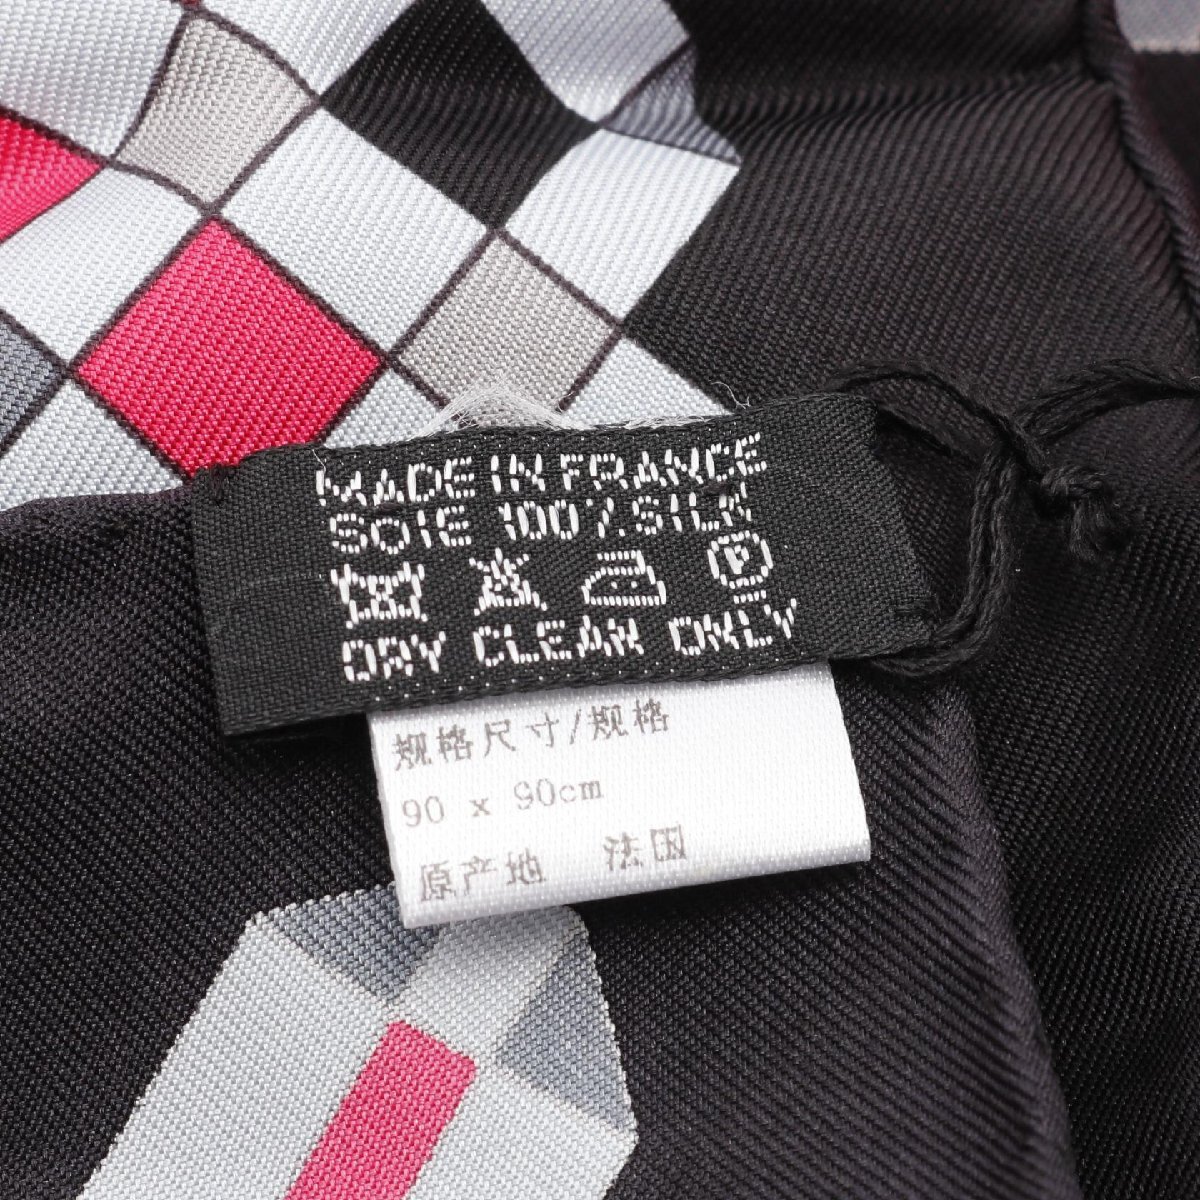 MADE IN FRANCE
SOIE 100% SILK
P
DRY CLEAN ONLY
规格尺寸/规格
90 x 90cm
原产地 法国